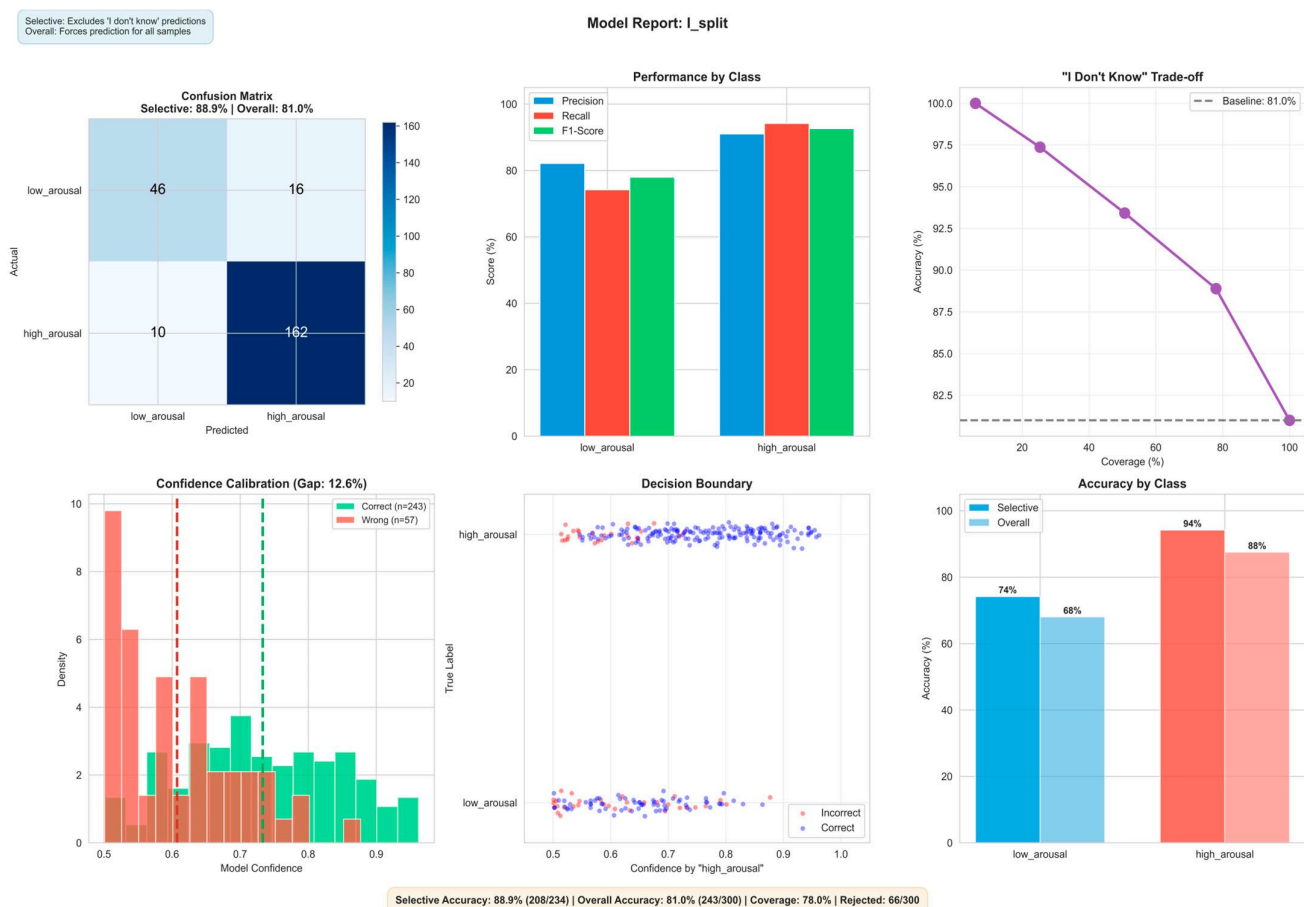 Selective: Excludes 'I don't know' predictions
Overall: Forces prediction for all samples
Model Report: I_split
Confusion Matrix
Selective: 88.9% | Overall: 81.0%
Actual
low_arousal
high_arousal
46
16
10
162
low_arousal
high_arousal
Predicted
160
140
120
100
80
60
40
20
Performance by Class
Precision
Recall
F1-Score
Score (%)
100
80
60
40
20
0
low_arousal
high_arousal
"I Don't Know" Trade-off
Baseline: 81.0%
Accuracy (%)
100.0
97.5
95.0
92.5
90.0
87.5
85.0
82.5
20
40
60
80
100
Coverage (%)
Confidence Calibration (Gap: 12.6%)
Correct (n=243)
Wrong (n=57)
Density
10
8
6
4
2
0
0.5
0.6
0.7
0.8
0.9
Model Confidence
Decision Boundary
True Label
high_arousal
low_arousal
Incorrect
Correct
0.5
0.6
0.7
0.8
0.9
1.0
Confidence by "high_arousal"
Accuracy by Class
Selective
Overall
Accuracy (%)
100
80
60
40
20
0
74%
68%
94%
88%
low_arousal
high_arousal
Selective Accuracy: 88.9% (208/234) | Overall Accuracy: 81.0% (243/300) | Coverage: 78.0% | Rejected: 66/300